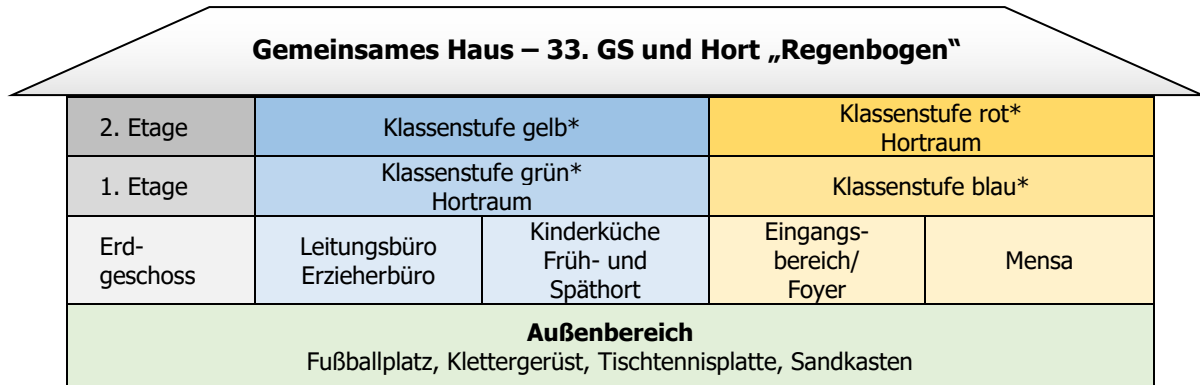 Gemeinsames Haus – 33. GS und Hort „Regenbogen“
2. Etage
Klassenstufe gelb*
Klassenstufe rot*
Hortraum
1. Etage
Klassenstufe grün*
Hortraum
Klassenstufe blau*
Erd-
geschoss
Leitungsbüro
Erzieherbüro
Kinderküche
Früh- und
Späthort
Eingangs-
bereich/
Foyer
Mensa
Außenbereich
Fußballplatz, Klettergerüst, Tischtennisplatte, Sandkasten